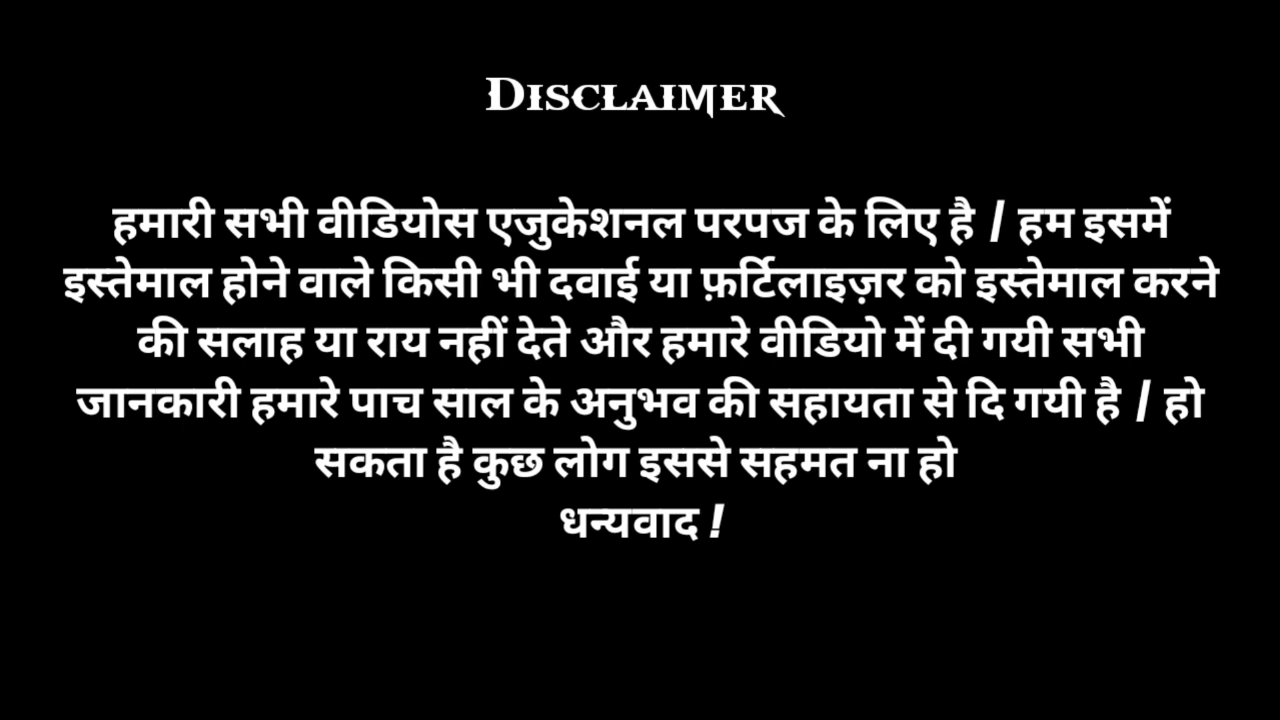 Disclaimer
हमारी सभी वीडियोस एजुकेशनल परपज के लिए है / हम इसमें
इस्तेमाल होने वाले किसी भी दवाई या फ़र्टिलाइज़र को इस्तेमाल करने
की सलाह या राय नहीं देते और हमारे वीडियो में दी गयी सभी
जानकारी हमारे पाच साल के अनुभव की सहायता से दि गयी है / हो
सकता है कुछ लोग इससे सहमत ना हो
धन्यवाद !